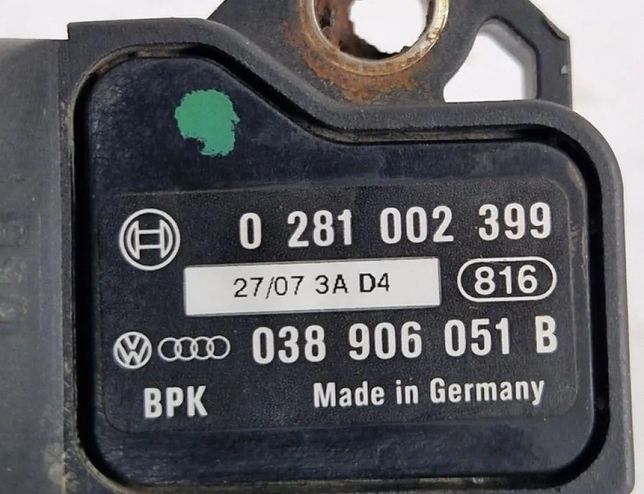 0 281 002 399
27/07 3A D4 816
038 906 051 B
BPK Made in Germany